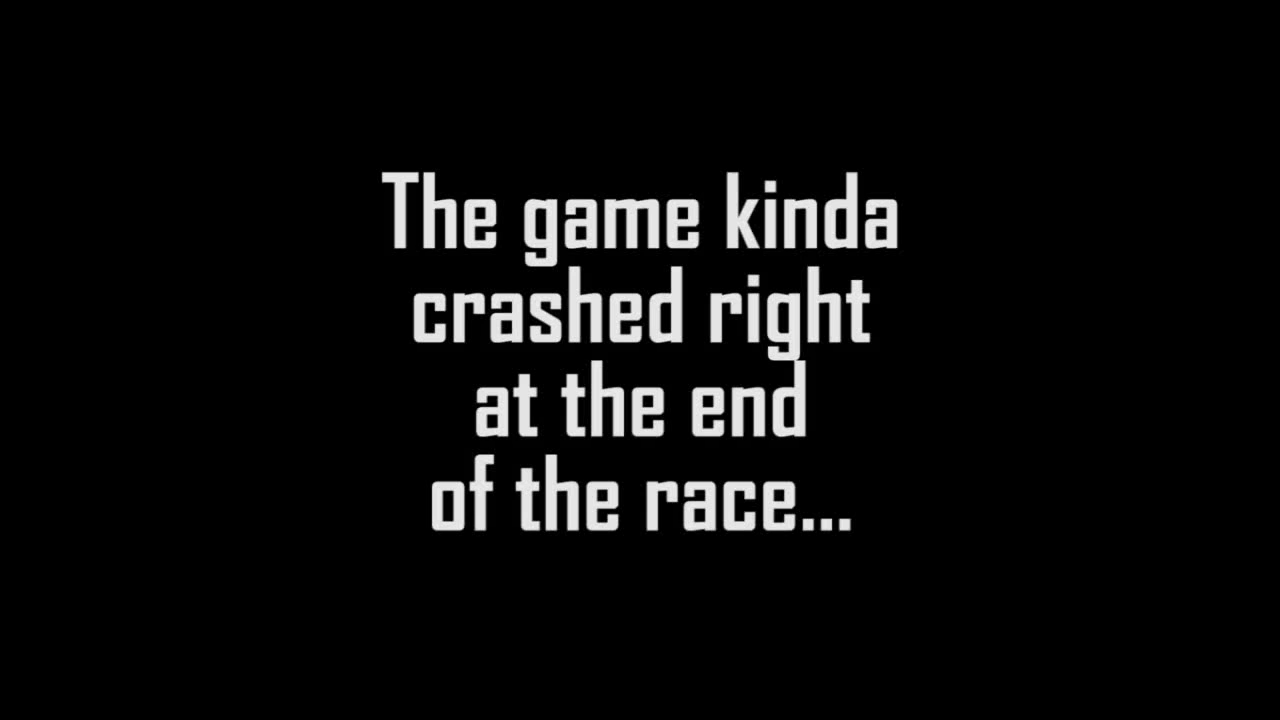 The game kinda
crashed right
at the end
of the race...